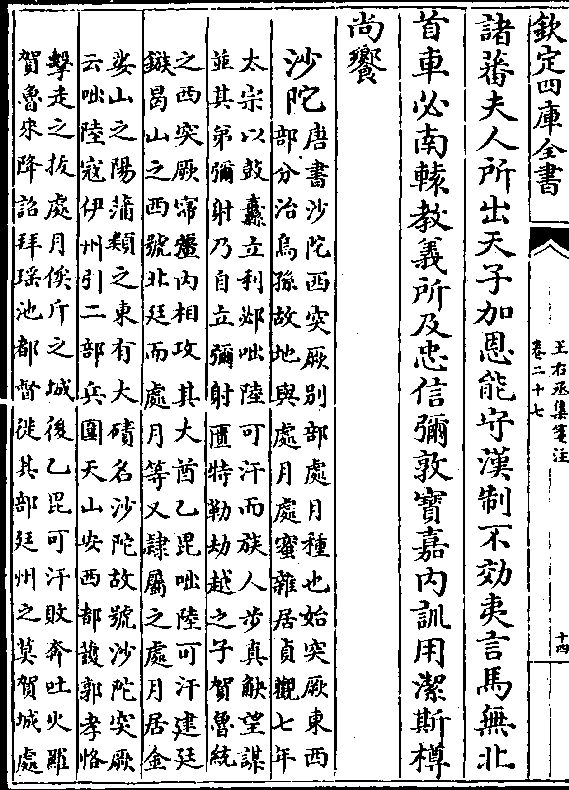 欽定四庫全書
王右丞集箋注
卷二十七
十四
諸蕃夫人所出天子加恩能守漢制不効夷言馬無北
首車必南轅教義所及忠信彌敦寶嘉内訓用潔斯樽
尚饗
沙陀
唐書沙陀西突厥别部處月種也始突厥東西
部分治烏孫故地與處月處蜜雜居貞觀七年
太宗以鼓纛立利邲咄陸可汗而族人步真觖望謀
並其弟彌射乃自立彌射匱特勒劫越之子賀魯統
之西突厥寖彊内相攻其大酋乙毘咄陸可汗建廷
鏃曷山之西號北廷而處月等又隷屬之處月居金
娑山之陽蒲類之東有大磧名沙陀故號沙陀突厥
云咄陸寇伊州引二部兵圍天山安西都護郭孝恪
擊走之拔處月俟斤之城後乙毘可汗敗奔吐火羅
賀魯來降詔拜瑶池都督徙其部廷州之莫賀城處